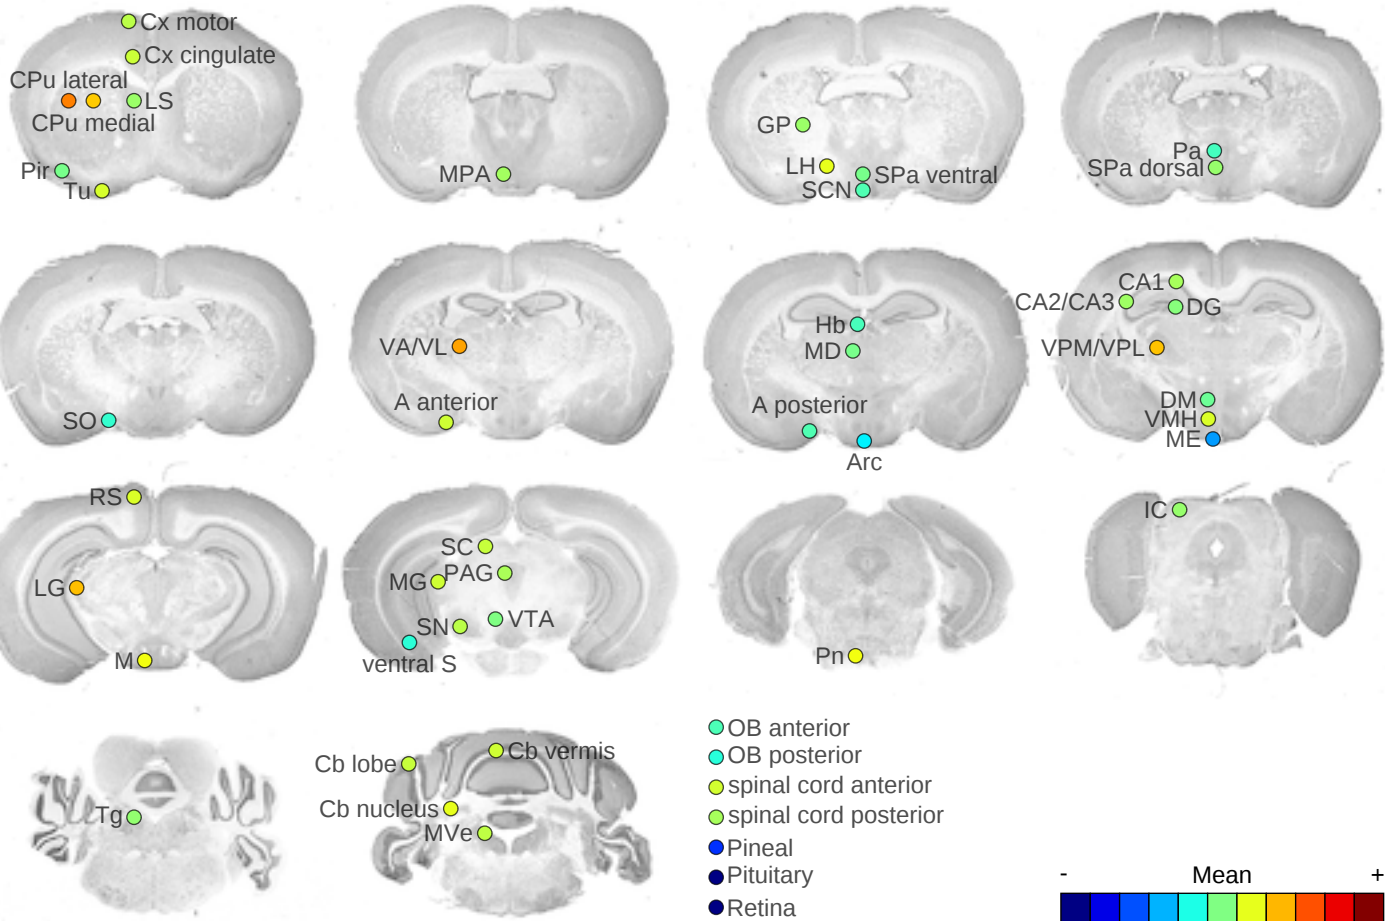 Cx motor
Cx cingulate
CPu lateral
LS
CPu medial
Pir
Tu
MPA
GP
LH
SPa ventral
SCN
Pa
SPa dorsal
SO
VA/VL
A anterior
Hb
MD
A posterior
Arc
CA1
CA2/CA3
DG
VPM/VPL
DM
VMH
ME
RS
LG
M
SC
MG
PAG
SN
VTA
ventral S
Pn
IC
Tg
Cb lobe
Cb vermis
Cb nucleus
MVe
OB anterior
OB posterior
spinal cord anterior
spinal cord posterior
Pineal
Pituitary
Retina
- Mean +